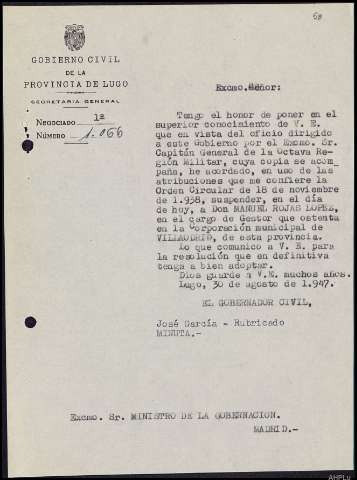 68
GOBIERNO CIVIL
DE LA
PROVINCIA DE LUGO
SECRETARIA GENERAL
NEGOCIADO 1ª
NÚMERO 1.066
Excmo. Señor:
Tengo el honor de poner en el
superior conocimiento de V. E.
que en vista del oficio dirigido
a este Gobierno por el Excmo. Sr.
Capitán General de la Octava Re-
gión Militar, cuya copia se acom-
paña, he acordado, en uso de las
atribuciones que me confiere la
Orden Circular de 18 de noviembre
de 1.938, suspender, en el día
de hoy, a Don MANUEL ROJAS LOPEZ,
en el cargo de Gestor que ostenta
en la Corporación municipal de
VILLAODRID, de esta provincia.
Lo que comunico a V. E. para
la resolución que en definitiva
tenga a bien adoptar.
Dios guarde a V.E. muchos años.
Lugo, 30 de agosto de 1.947.
EL GOBERNADOR CIVIL,
José García - Rubricado
MINUTA.-
Excmo. Sr. MINISTRO DE LA GOBERNACION.
MADRID.-
AHPLu